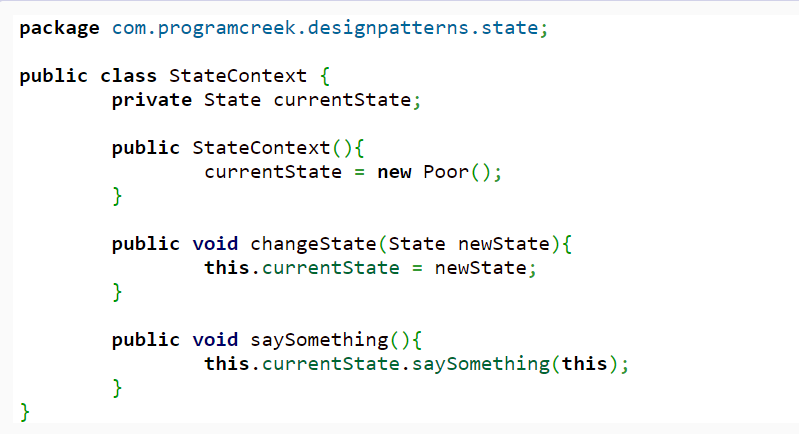 package com.programcreek.designpatterns.state;
public class StateContext {
private State currentState;
public StateContext(){
currentState = new Poor();
}
public void changeState(State newState){
this.currentState = newState;
}
public void saySomething(){
this.currentState.saySomething(this);
}
}